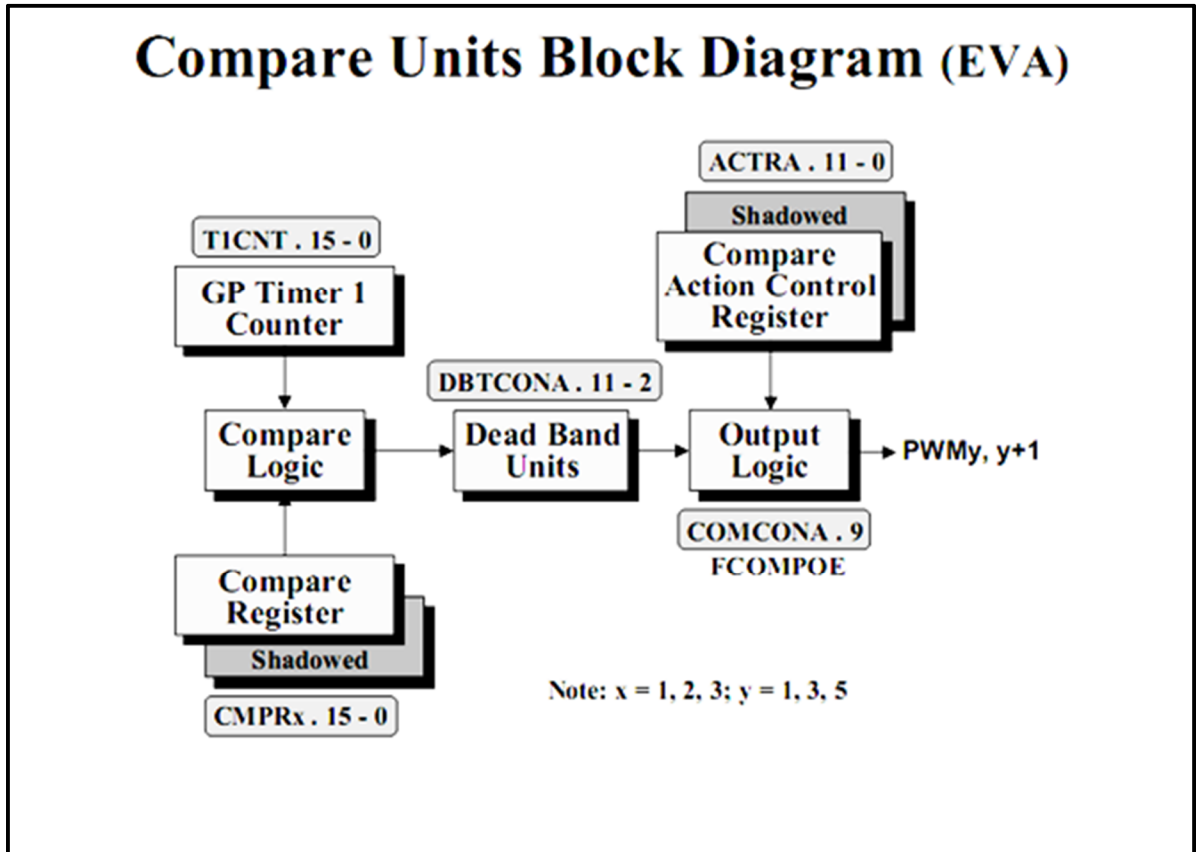 Compare Units Block Diagram (EVA)
ACTRA . 11 - 0
Shadowed
Compare
Action Control
Register
T1CNT . 15 - 0
GP Timer 1
Counter
DBTCONA . 11 - 2
Compare
Logic
Dead Band
Units
Output
Logic
PWMy, y+1
COMCONA . 9
FCOMPOE
Compare
Register
Shadowed
CMPRx . 15 - 0
Note: x = 1, 2, 3; y = 1, 3, 5